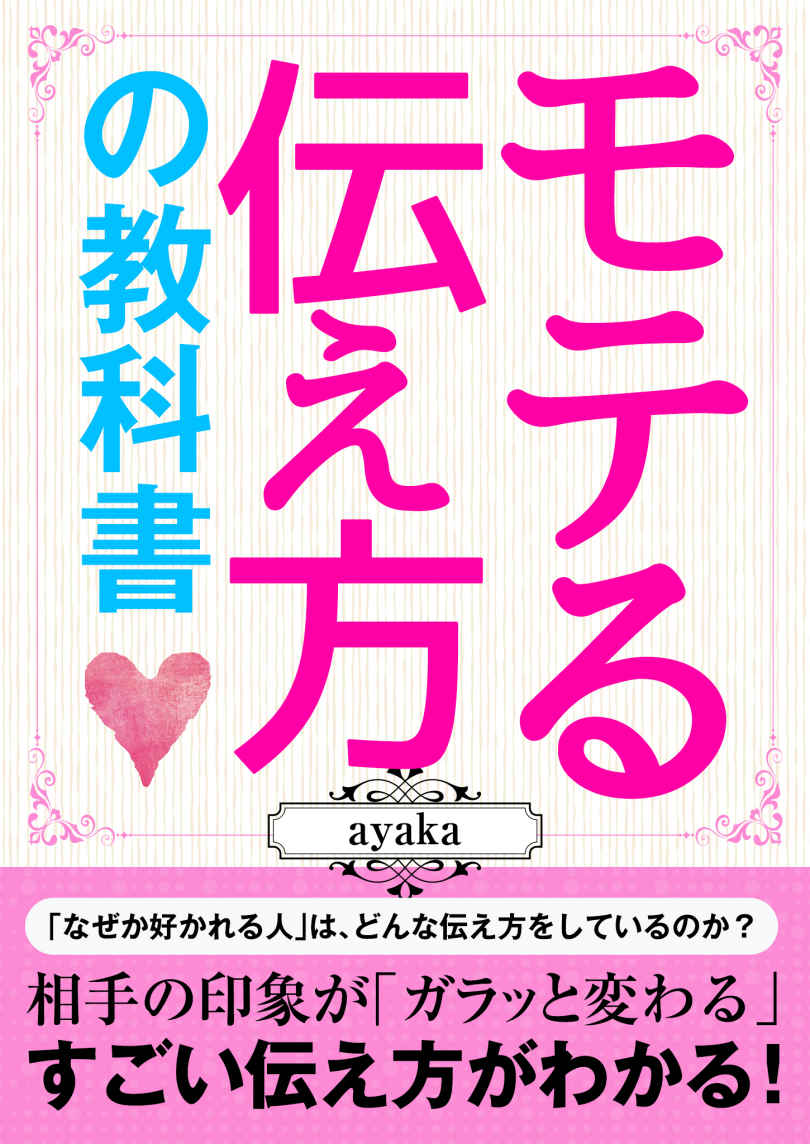 モテる
伝え方
の教科書
ayaka
「なぜか好かれる人」は、どんな伝え方をしているのか？
相手の印象が「ガラッと変わる」
すごい伝え方がわかる！